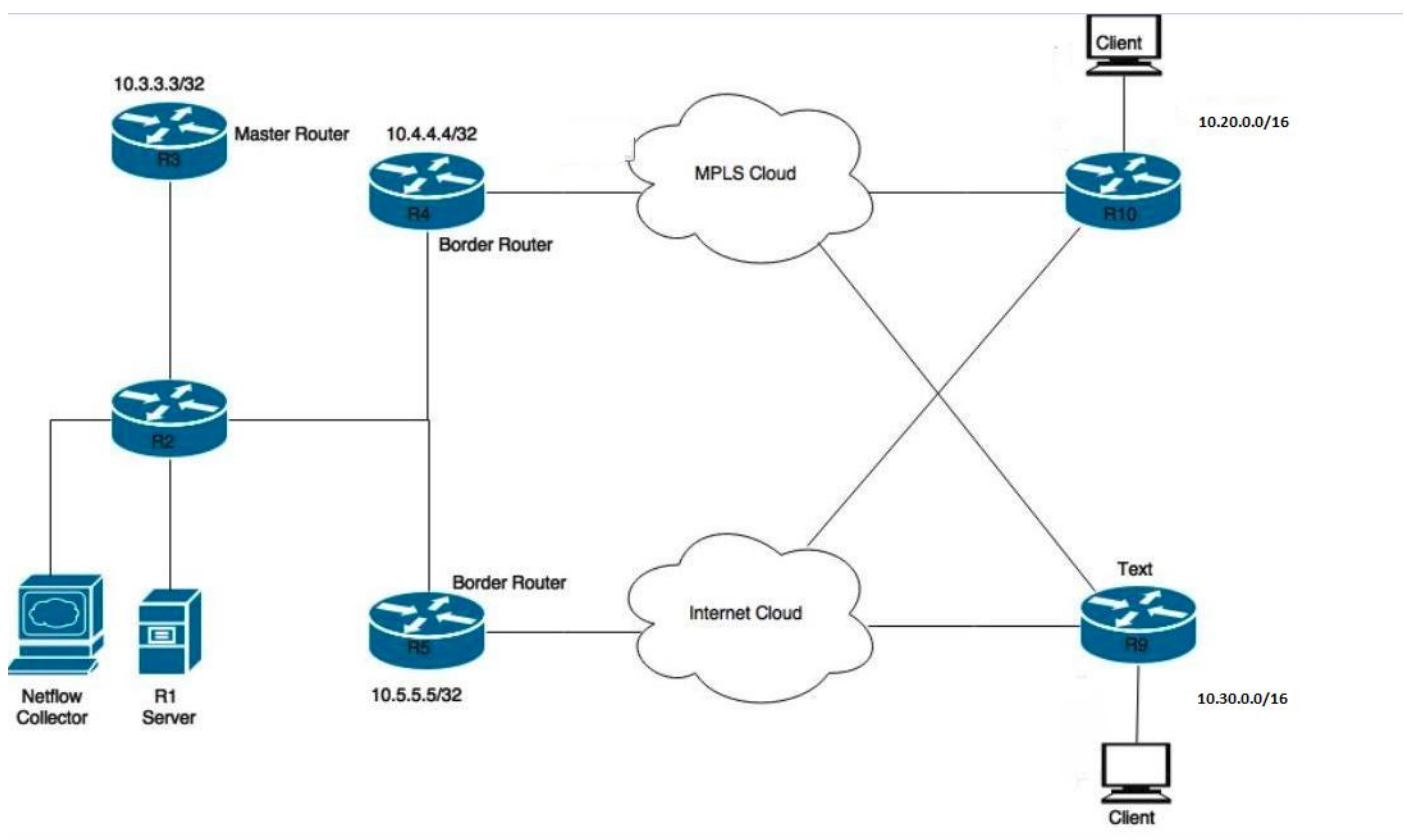 Client
10.3.3.3/32
10.20.0.0/16
Master Router
10.4.4.4/32
R3
MPLS Cloud
R4
R10
Border Router
R2
Border Router
Text
Internet Cloud
R5
R9
Netflow
Collector
R1
Server
10.5.5.5/32
10.30.0.0/16
Client